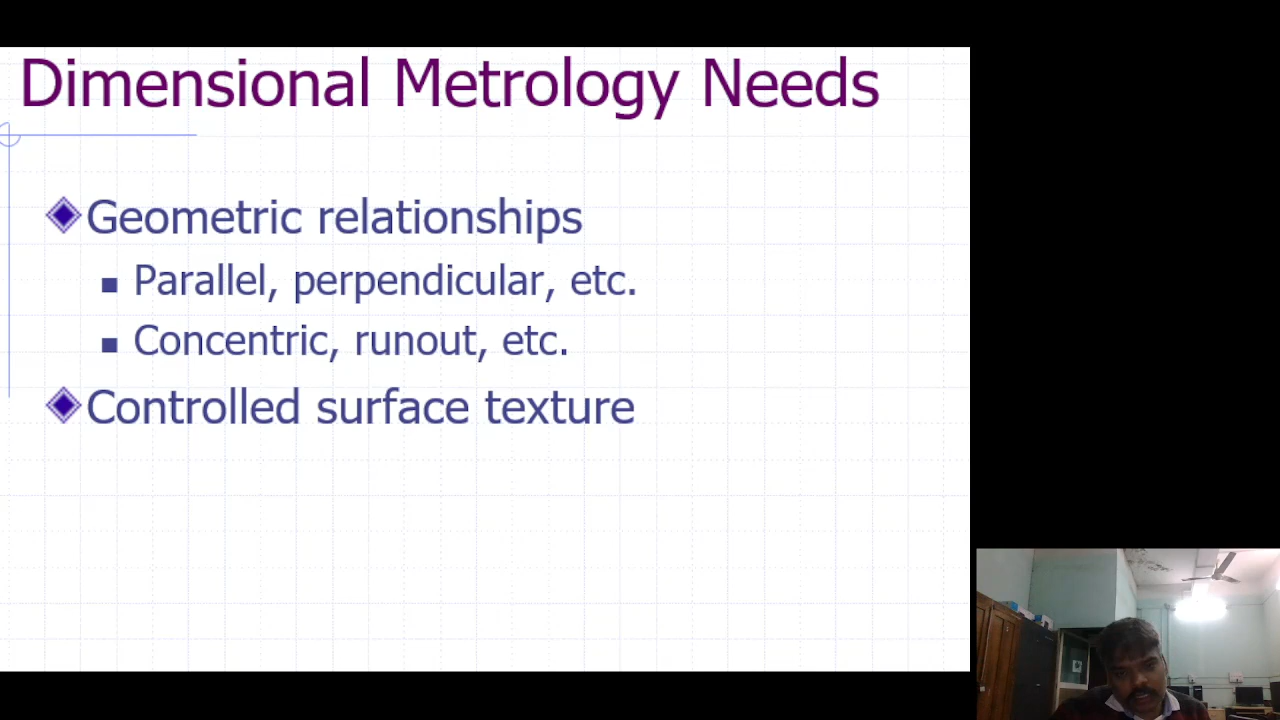 Dimensional Metrology Needs
Geometric relationships
Parallel, perpendicular, etc.
Concentric, runout, etc.
Controlled surface texture